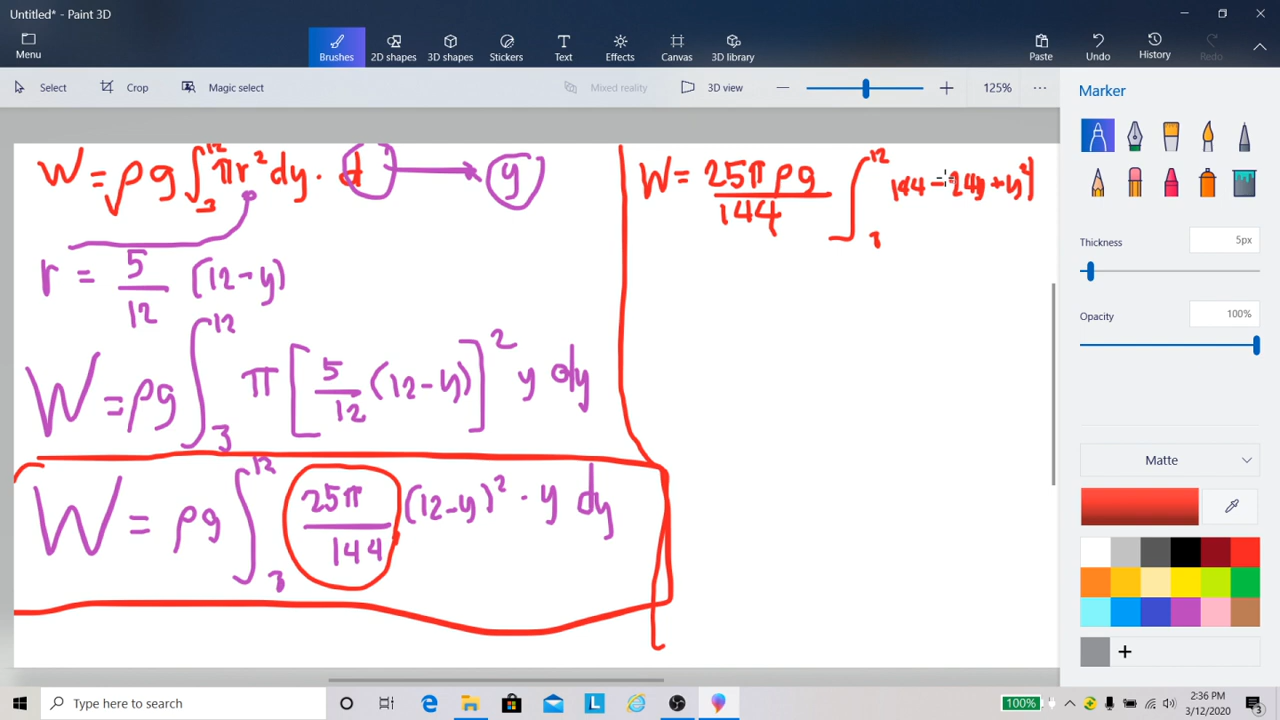 Untitled* - Paint 3D
Menu
Brushes
2D shapes
3D shapes
Stickers
Text
Effects
Canvas
3D library
Paste
Undo
History
Redo
Select
Crop
Magic select
Mixed reality
3D view
125%
Marker
Thickness
5px
Opacity
100%
Matte
W = ρg ∫₃¹² πr² dy · d → y
r = 5/12 (12 - y)
W = ρg ∫₃¹² π [5/12 (12 - y)]² y dy
W = ρg ∫₃¹² 25π/144 (12 - y)² · y dy
W = 25πρg/144 ∫₃¹² 144 - 24y + y²)
Type here to search
100%
2:36 PM
3/12/2020
3